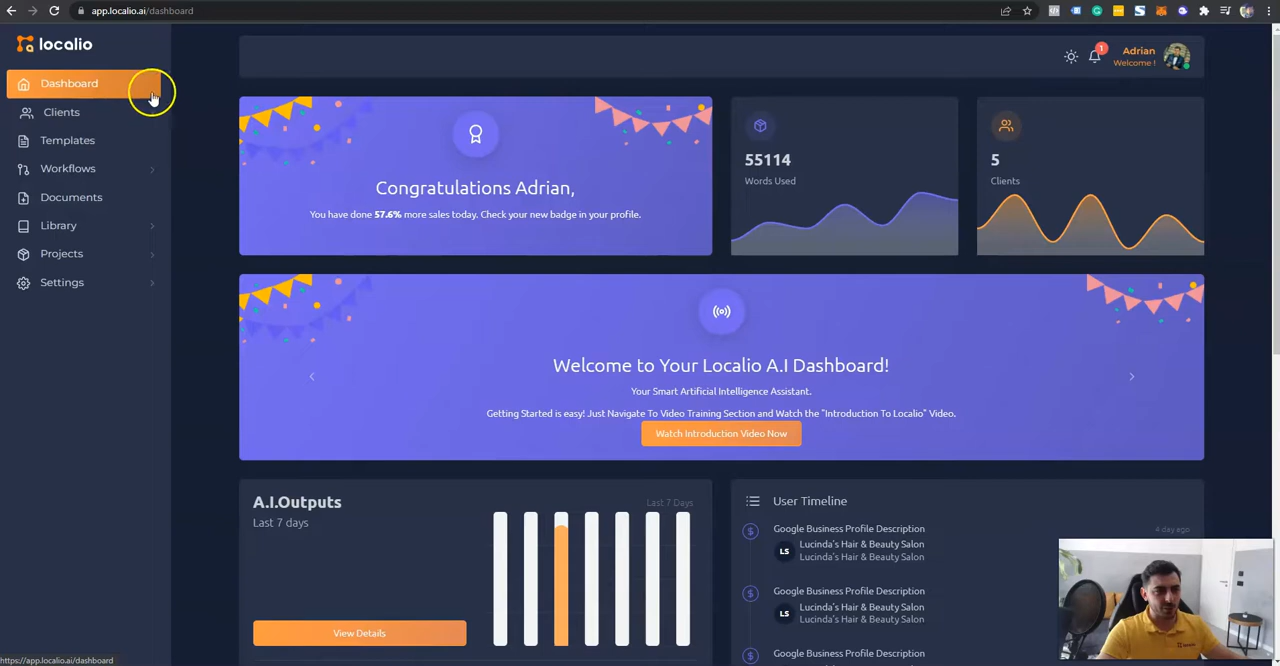 app.localio.ai/dashboard
localio
Dashboard
Clients
Templates
Workflows
Documents
Library
Projects
Settings
1
Adrian
Welcome !
Congratulations Adrian,
You have done 57.6% more sales today. Check your new badge in your profile.
55114
Words Used
5
Clients
Welcome to Your Localio A.I Dashboard!
Your Smart Artificial Intelligence Assistant.
Getting Started is easy! Just Navigate To Video Training Section and Watch the "Introduction To Localio" Video.
Watch Introduction Video Now
A.I.Outputs
Last 7 Days
Last 7 days
View Details
User Timeline
Google Business Profile Description
4 day ago
LS
Lucinda's Hair & Beauty Salon
Lucinda's Hair & Beauty Salon
Google Business Profile Description
LS
Lucinda's Hair & Beauty Salon
Lucinda's Hair & Beauty Salon
Google Business Profile Description
https://app.localio.ai/dashboard